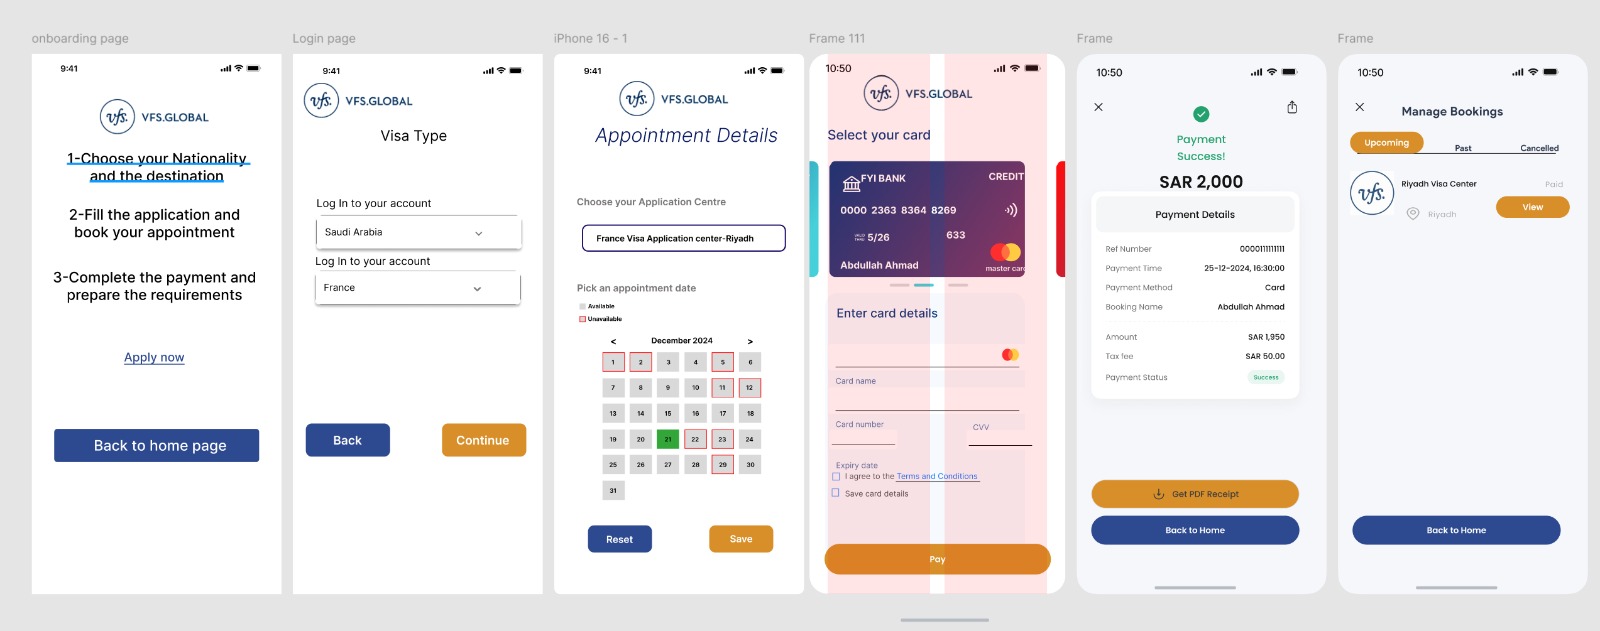 onboarding page
9:41
vfs.
VFS.GLOBAL
1-Choose your Nationality
and the destination
2-Fill the application and
book your appointment
3-Complete the payment and
prepare the requirements
Apply now
Back to home page
Login page
9:41
vfs.
VFS.GLOBAL
Visa Type
Log In to your account
Saudi Arabia
Log In to your account
France
Back
Continue
iPhone 16 - 1
9:41
vfs.
VFS.GLOBAL
Appointment Details
Choose your Application Centre
France Visa Application center-Riyadh
Pick an appointment date
Available
Unavailable
< December 2024 >
1 2 3 4 5 6
7 8 9 10 11 12
13 14 15 16 17 18
19 20 21 22 23 24
25 26 27 28 29 30
31
Reset
Save
Frame 111
10:50
vfs.
VFS.GLOBAL
Select your card
FYI BANK
CREDIT
0000 2363 8364 8269
VALID
THRU
5/26
633
Abdullah Ahmad
master card
Enter card details
Card name
Card number
CVV
Expiry date
I agree to the Terms and Conditions
Save card details
Pay
Frame
10:50
Payment
Success!
SAR 2,000
Payment Details
Ref Number 000011111111
Payment Time 25-12-2024, 16:30:00
Payment Method Card
Booking Name Abdullah Ahmad
Amount SAR 1,950
Tax fee SAR 50.00
Payment Status Success
Get PDF Receipt
Back to Home
Frame
10:50
Manage Bookings
Upcoming Past Cancelled
vfs.
Riyadh Visa Center
Paid
Riyadh
View
Back to Home